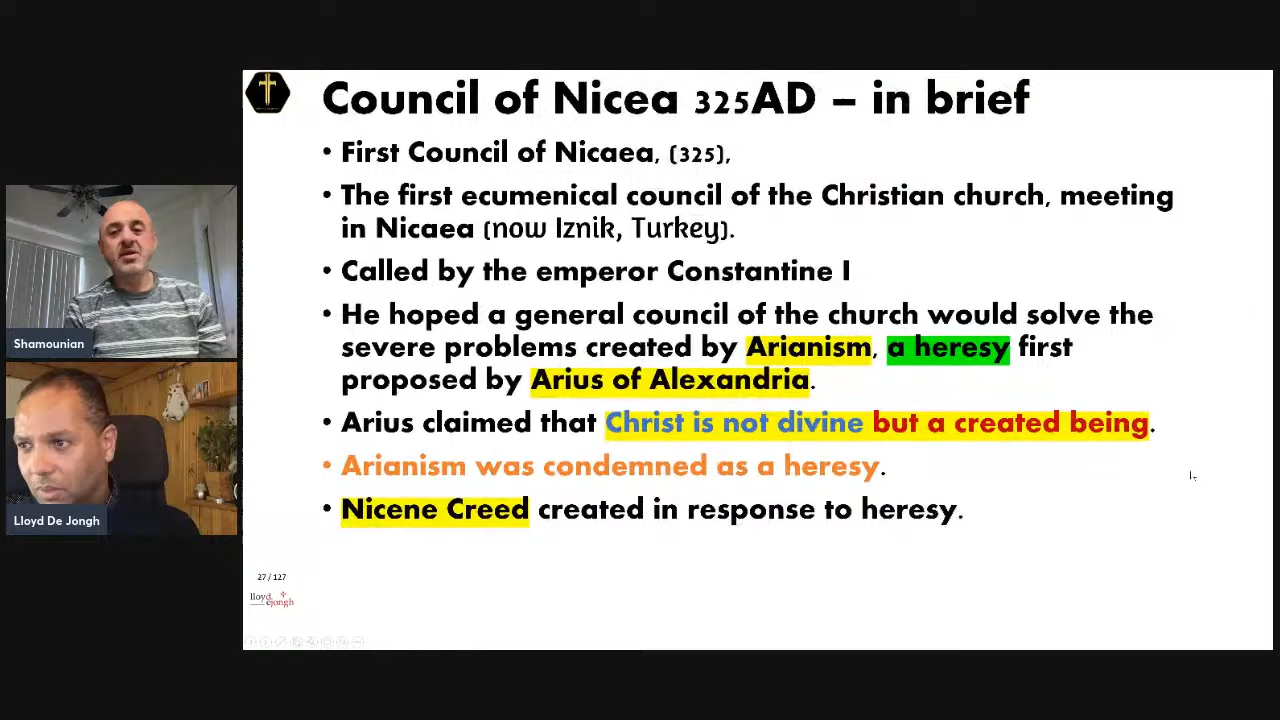 Council of Nicea 325AD – in brief
• First Council of Nicaea, (325),
• The first ecumenical council of the Christian church, meeting
in Nicaea (now Iznik, Turkey).
• Called by the emperor Constantine I
• He hoped a general council of the church would solve the
severe problems created by Arianism, a heresy first
proposed by Arius of Alexandria.
• Arius claimed that Christ is not divine but a created being.
• Arianism was condemned as a heresy.
• Nicene Creed created in response to heresy.
Shamounian
Lloyd De Jongh
27 / 127
lloyd
dejongh